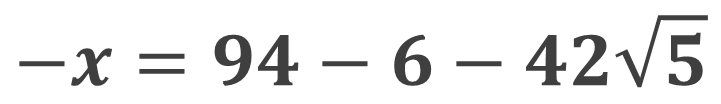 −x = 94 − 6 − 42√5